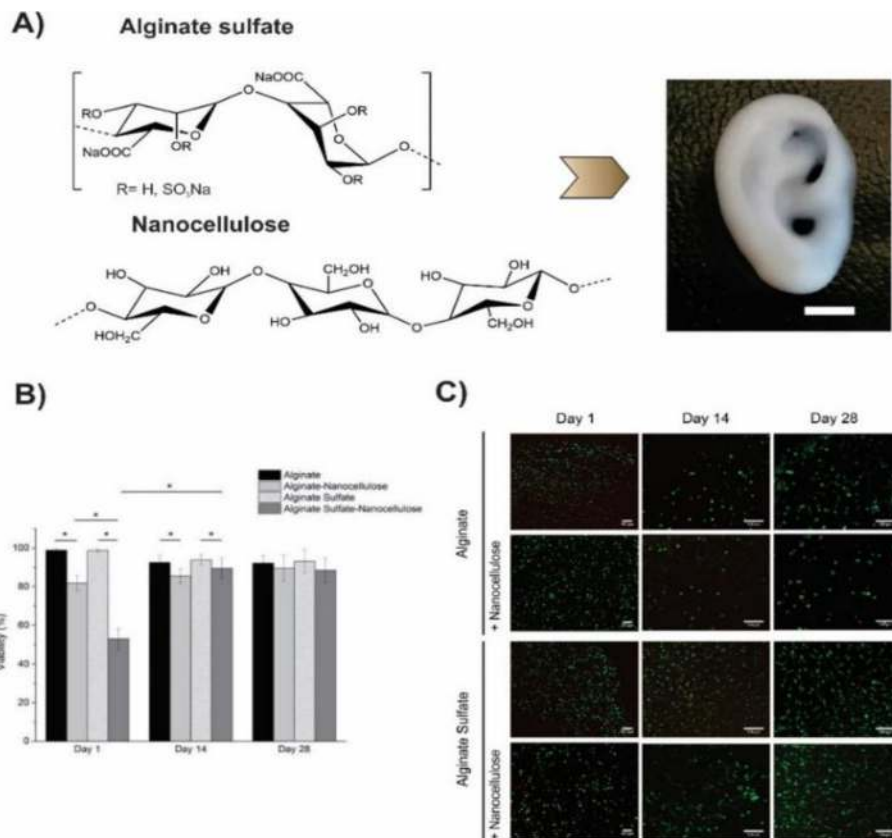 A)
Alginate sulfate
NaOOC
O
O
OR
RO
O
O
O
NaOOC
OR
OR
R= H, SO3Na
Nanocellulose
HO
OH
O
CH2OH
O
HO
OH
O
O
O
O
O
HOH2C
HO
OH
O
CH2OH
B)
Alginate
Alginate-Nanocellulose
Alginate Sulfate
Alginate Sulfate-Nanocellulose
*
*
* * * *
100
80
60
40
20
0
Viability (%)
Day 1 Day 14 Day 28
C)
Day 1 Day 14 Day 28
Alginate
+ Nanocellulose
Alginate Sulfate
+ Nanocellulose